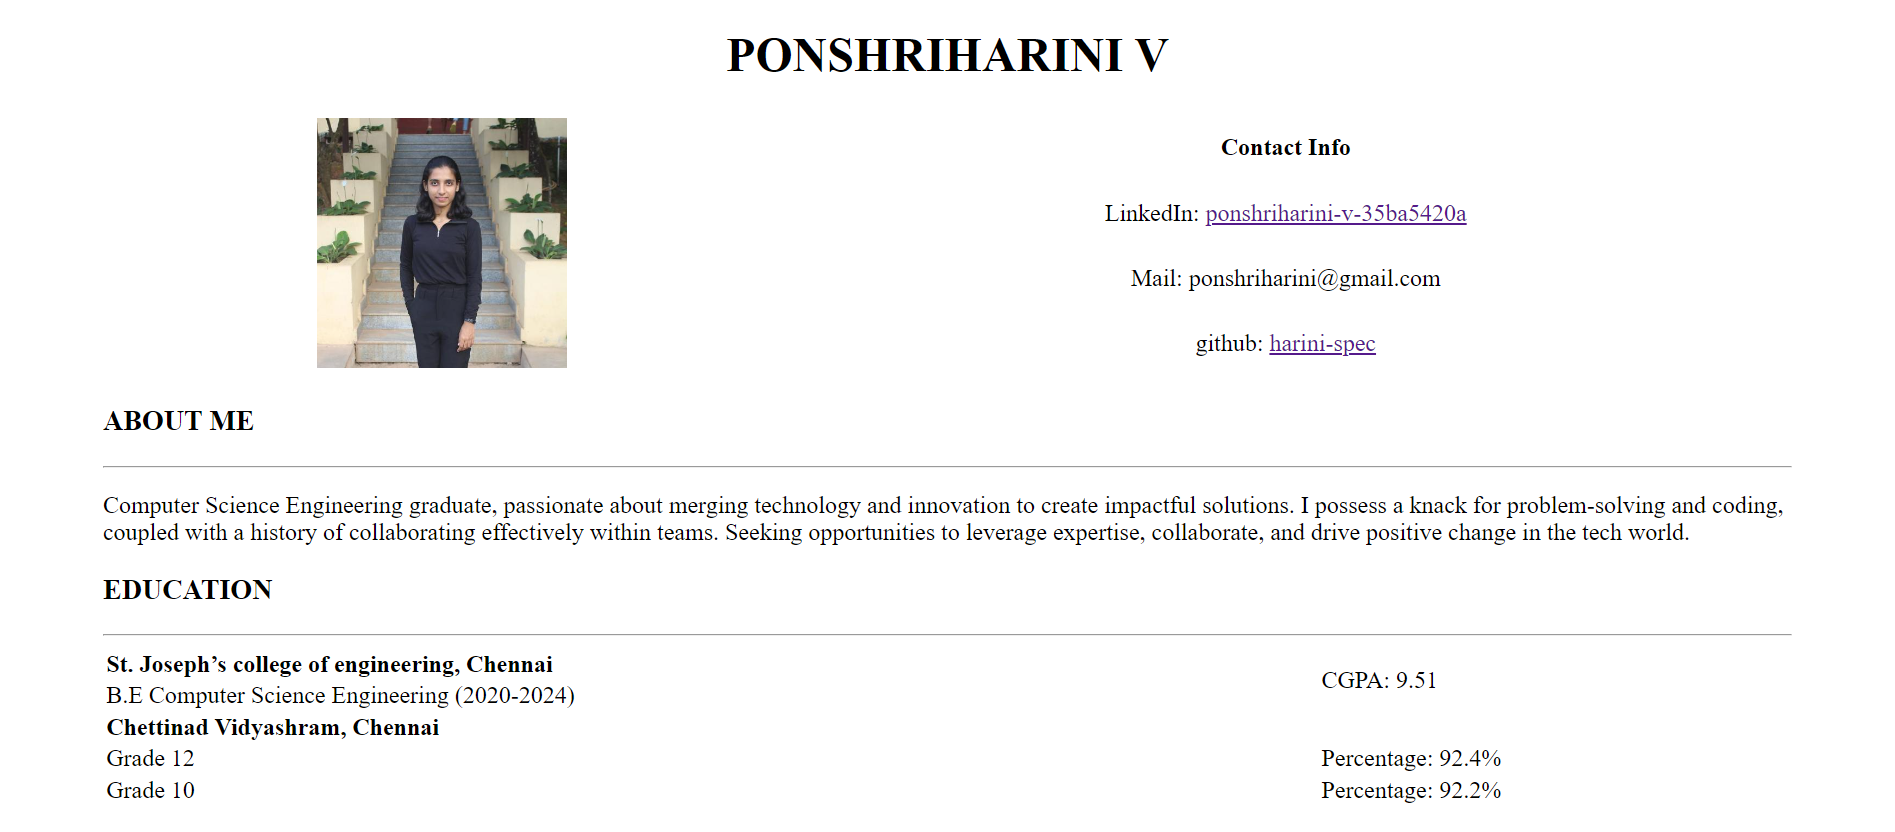 PONSHRIHARINI V
Contact Info
LinkedIn: ponshriharini-v-35ba5420a
Mail: ponshriharini@gmail.com
github: harini-spec
ABOUT ME
Computer Science Engineering graduate, passionate about merging technology and innovation to create impactful solutions. I possess a knack for problem-solving and coding,
coupled with a history of collaborating effectively within teams. Seeking opportunities to leverage expertise, collaborate, and drive positive change in the tech world.
EDUCATION
St. Joseph’s college of engineering, Chennai
B.E Computer Science Engineering (2020-2024)
CGPA: 9.51
Chettinad Vidyashram, Chennai
Grade 12 Percentage: 92.4%
Grade 10 Percentage: 92.2%